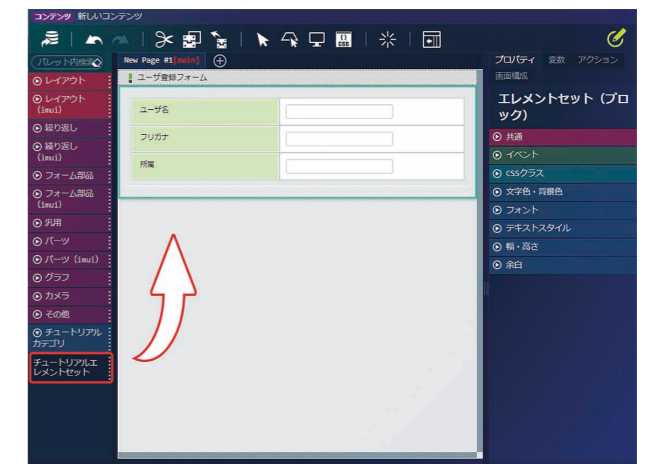 コンテンツ 新しいコンテンツ
パレット内検索
New Page #1[main]
プロパティ 変数 アクション
画面構成
レイアウト
レイアウト
(imui)
繰り返し
繰り返し
(imui)
フォーム部品
フォーム部品
(imui)
汎用
パーツ
パーツ (imui)
グラフ
カメラ
その他
チュートリアル
カテゴリ
チュートリアルエ
レメントセット
ユーザ登録フォーム
ユーザ名
フリガナ
所属
エレメントセット (ブロ
ック)
共通
イベント
cssクラス
文字色・背景色
フォント
テキストスタイル
幅・高さ
余白
{} CSS